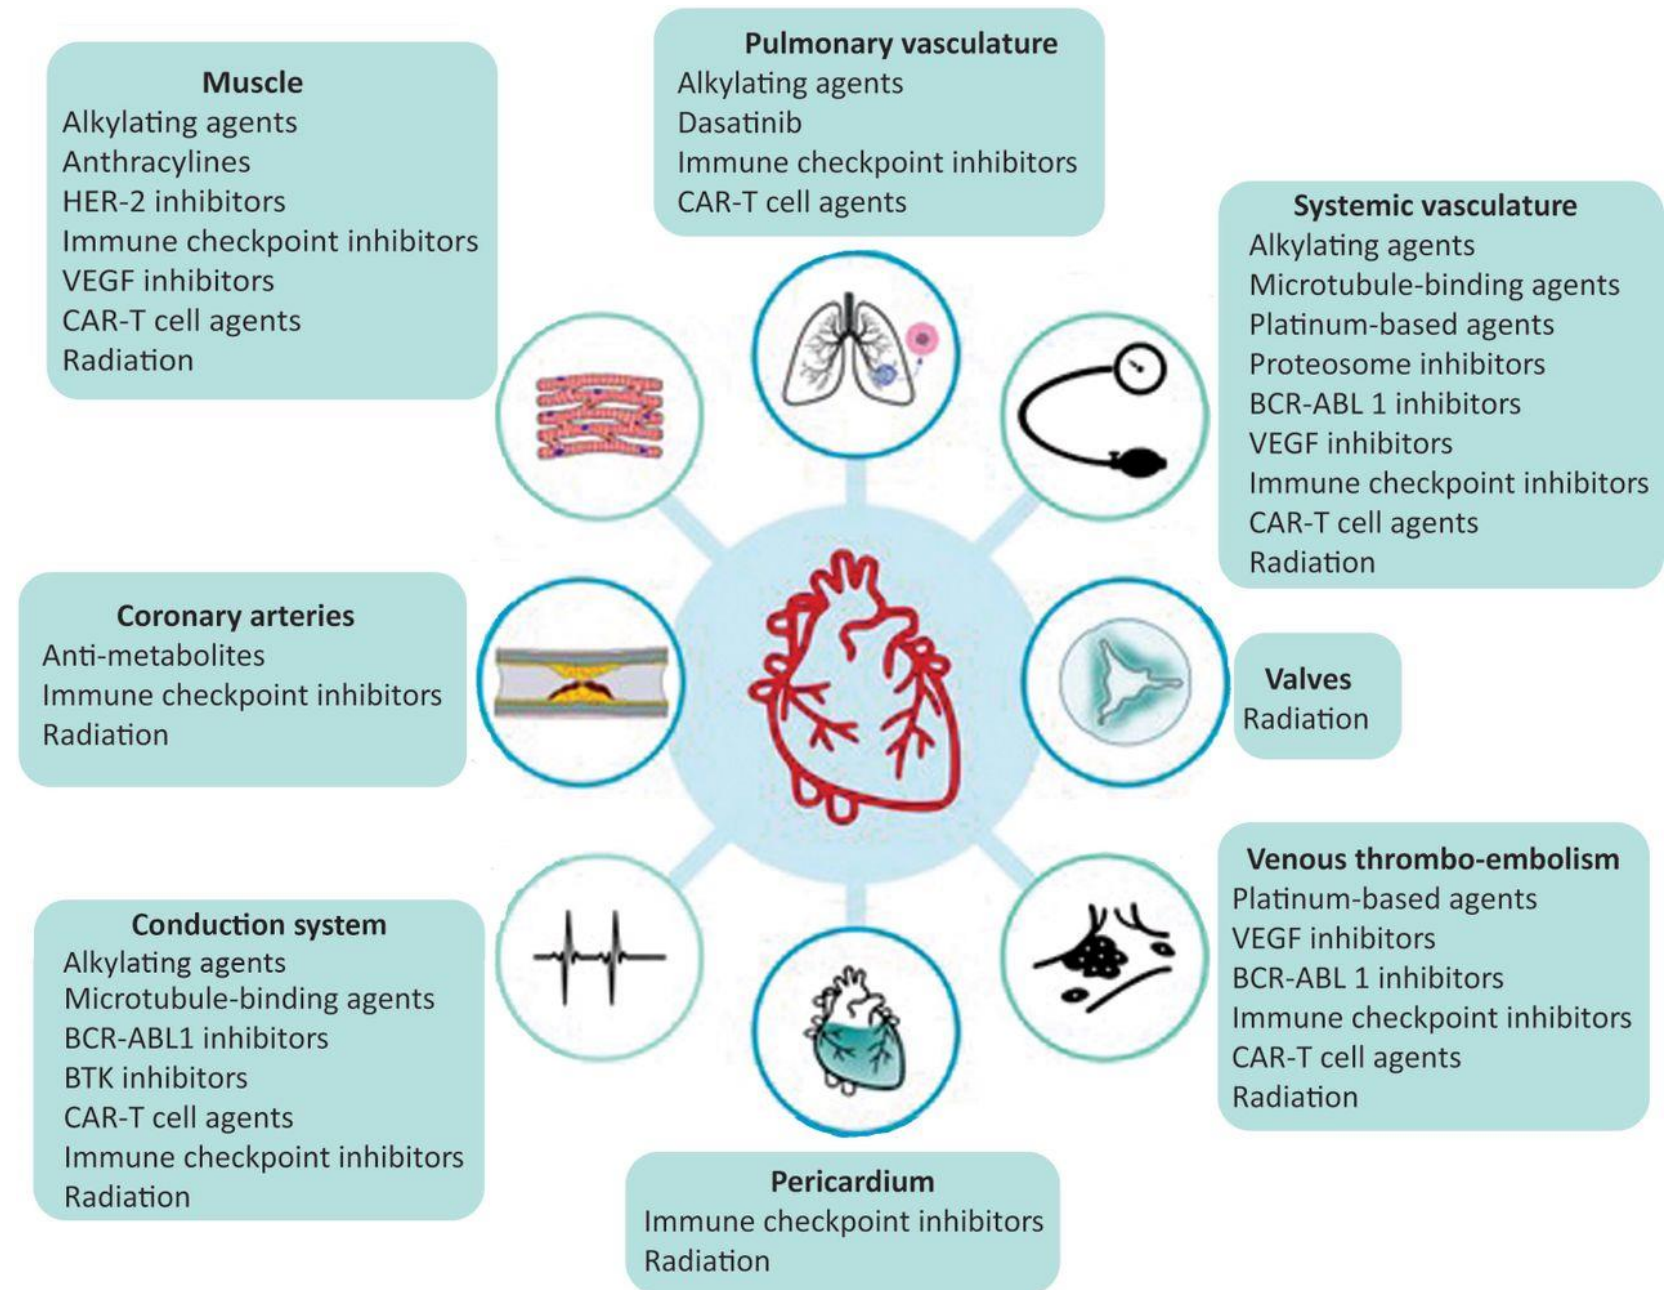 Muscle
Alkylating agents
Anthracylines
HER-2 inhibitors
Immune checkpoint inhibitors
VEGF inhibitors
CAR-T cell agents
Radiation
Pulmonary vasculature
Alkylating agents
Dasatinib
Immune checkpoint inhibitors
CAR-T cell agents
Systemic vasculature
Alkylating agents
Microtubule-binding agents
Platinum-based agents
Proteosome inhibitors
BCR-ABL 1 inhibitors
VEGF inhibitors
Immune checkpoint inhibitors
CAR-T cell agents
Radiation
Coronary arteries
Anti-metabolites
Immune checkpoint inhibitors
Radiation
Valves
Radiation
Conduction system
Alkylating agents
Microtubule-binding agents
BCR-ABL1 inhibitors
BTK inhibitors
CAR-T cell agents
Immune checkpoint inhibitors
Radiation
Venous thrombo-embolism
Platinum-based agents
VEGF inhibitors
BCR-ABL 1 inhibitors
Immune checkpoint inhibitors
CAR-T cell agents
Radiation
Pericardium
Immune checkpoint inhibitors
Radiation